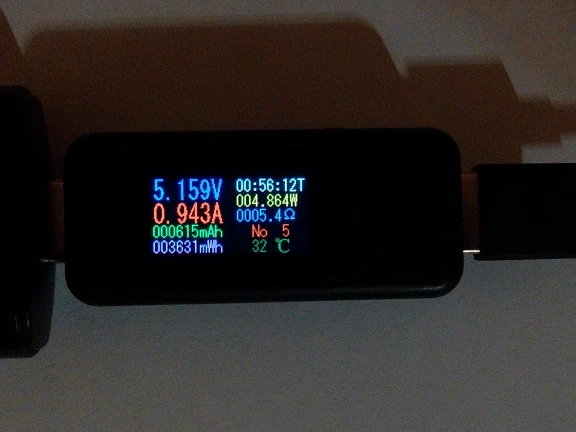 5.159V 00:56:12T
004.864W
0.943A 0005.4Ω
000615mAh No 5
003631mWh 32 ℃